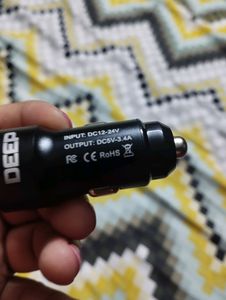 DEEP
INPUT: DC12-24V
OUTPUT: DC5V-3.4A
FC CE RoHS